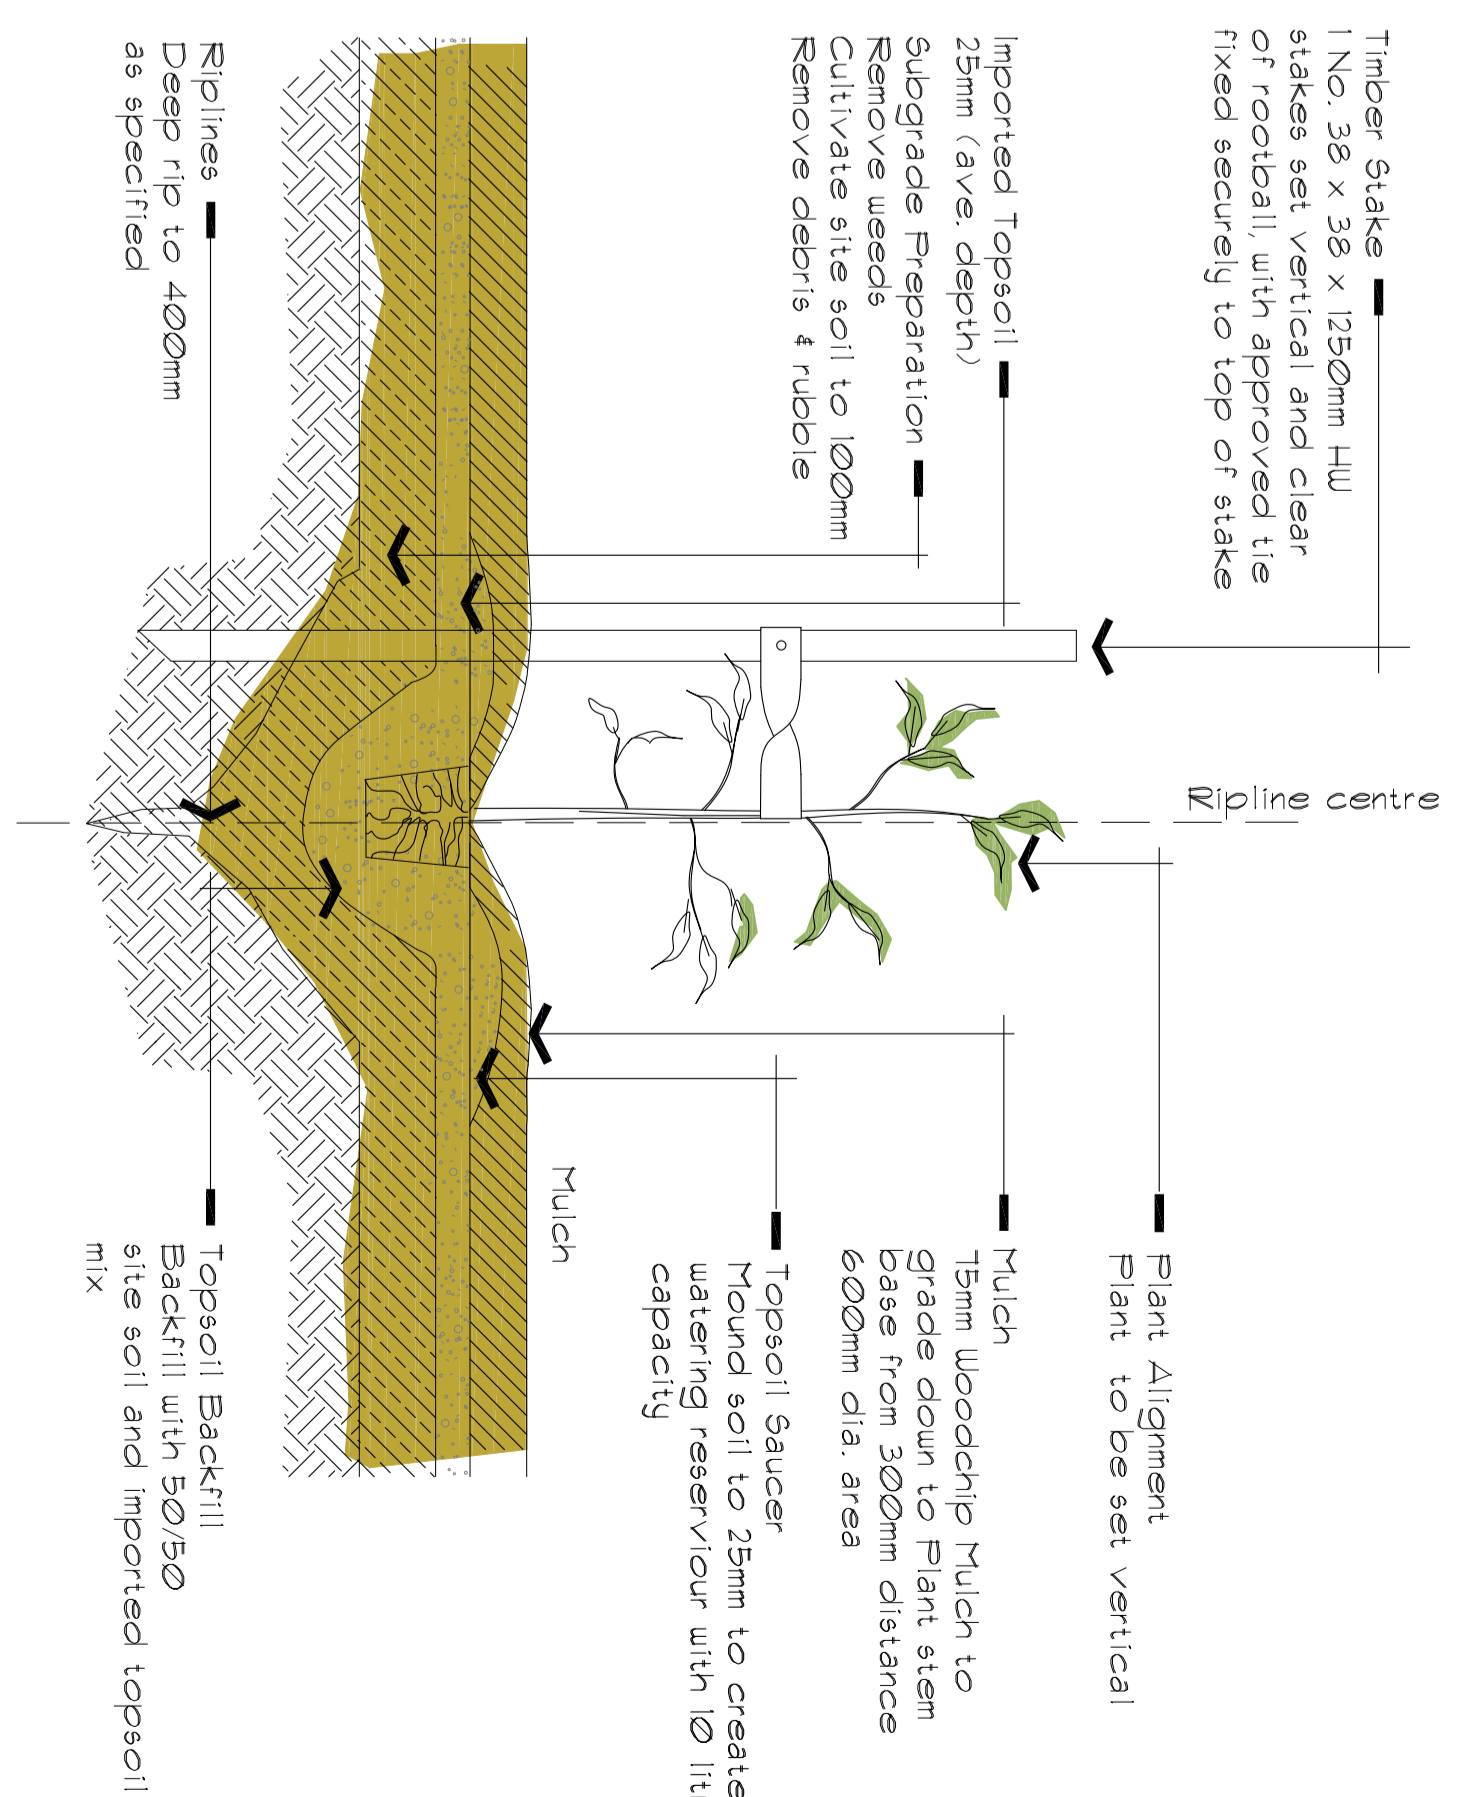 Timber Stake
1 No. 38 x 38 x 1250mm HW
stakes set vertical and clear
of rootball, with approved tie
fixed securely to top of stake
Imported Topsoil
25mm (ave. depth)
Subgrade Preparation
Remove weeds
Cultivate site soil to 100mm
Remove debris & rubble
Riplines
Deep rip to 400mm
as specified
Ripline centre
Plant Alignment
Plant to be set vertical
Mulch
75mm Woodchip Mulch to
grade down to Plant stem
base from 300mm distance
600mm dia. area
Topsoil Saucer
Mound soil to 25mm to create
watering reserviour with 10
capacity
Mulch
Topsoil Backfill
Backfill with 50/50
site soil and imported topsoil
mix